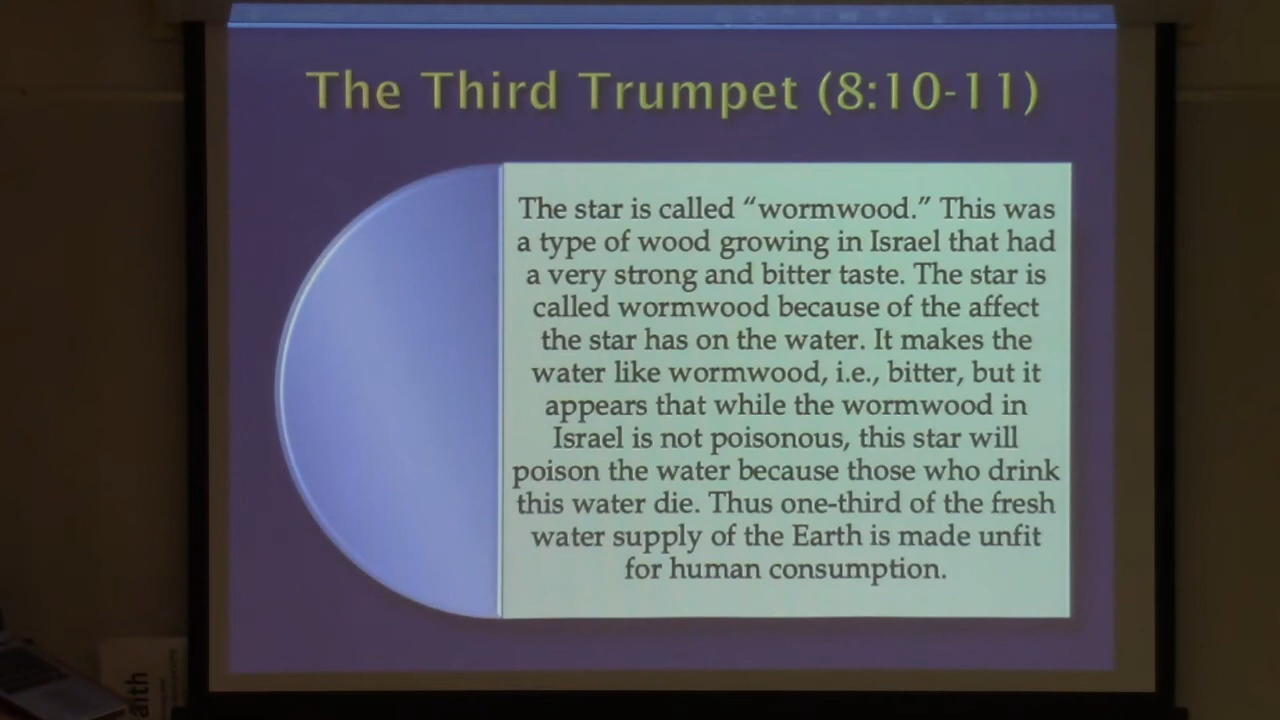 The Third Trumpet (8:10-11)
The star is called “wormwood.” This was
a type of wood growing in Israel that had
a very strong and bitter taste. The star is
called wormwood because of the affect
the star has on the water. It makes the
water like wormwood, i.e., bitter, but it
appears that while the wormwood in
Israel is not poisonous, this star will
poison the water because those who drink
this water die. Thus one-third of the fresh
water supply of the Earth is made unfit
for human consumption.
aith